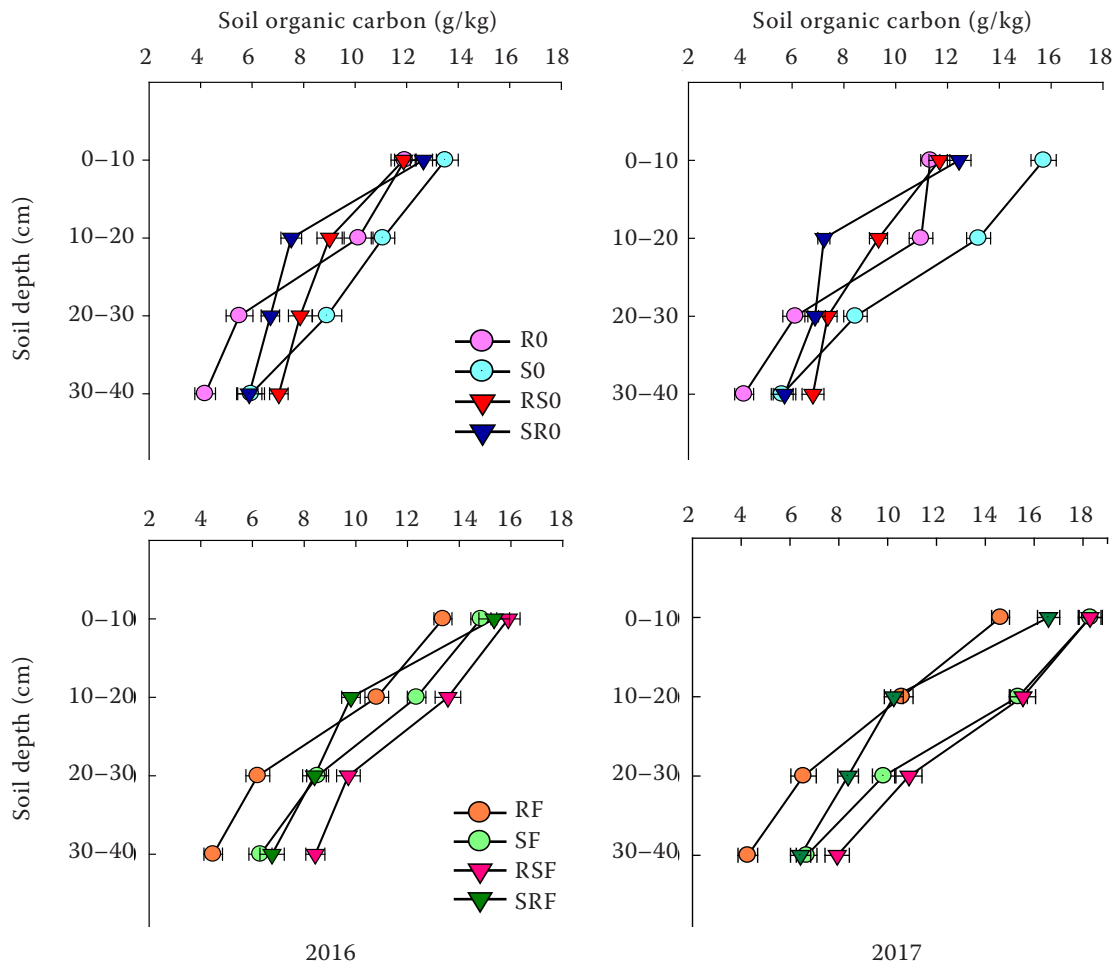 Soil organic carbon (g/kg) Soil organic carbon (g/kg)
2 4 6 8 10 12 14 16 18 2 4 6 8 10 12 14 16 18
0–10 0–10
10–20 10–20
20–30 20–30
30–40 30–40
Soil depth (cm)
R0
S0
RS0
SR0
2 4 6 8 10 12 14 16 18 2 4 6 8 10 12 14 16 18
0–10 0–10
10–20 10–20
20–30 20–30
30–40 30–40
Soil depth (cm)
RF
SF
RSF
SRF
2016 2017